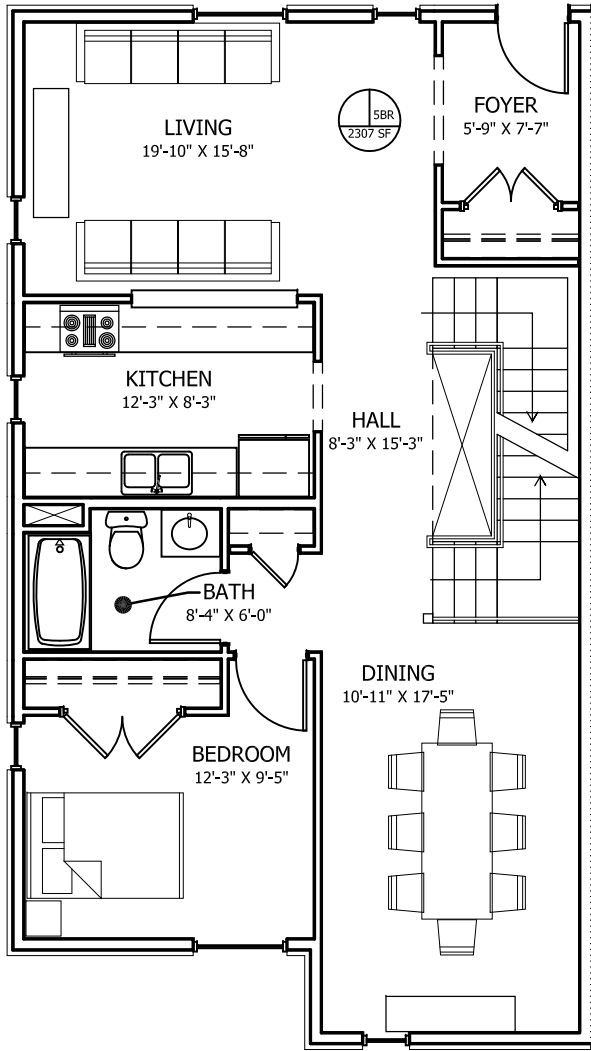 FOYER
5'-9" X 7'-7"
5BR
2307 SF
LIVING
19'-10" X 15'-8"
KITCHEN
12'-3" X 8'-3"
HALL
8'-3" X 15'-3"
BATH
8'-4" X 6'-0"
DINING
10'-11" X 17'-5"
BEDROOM
12'-3" X 9'-5"